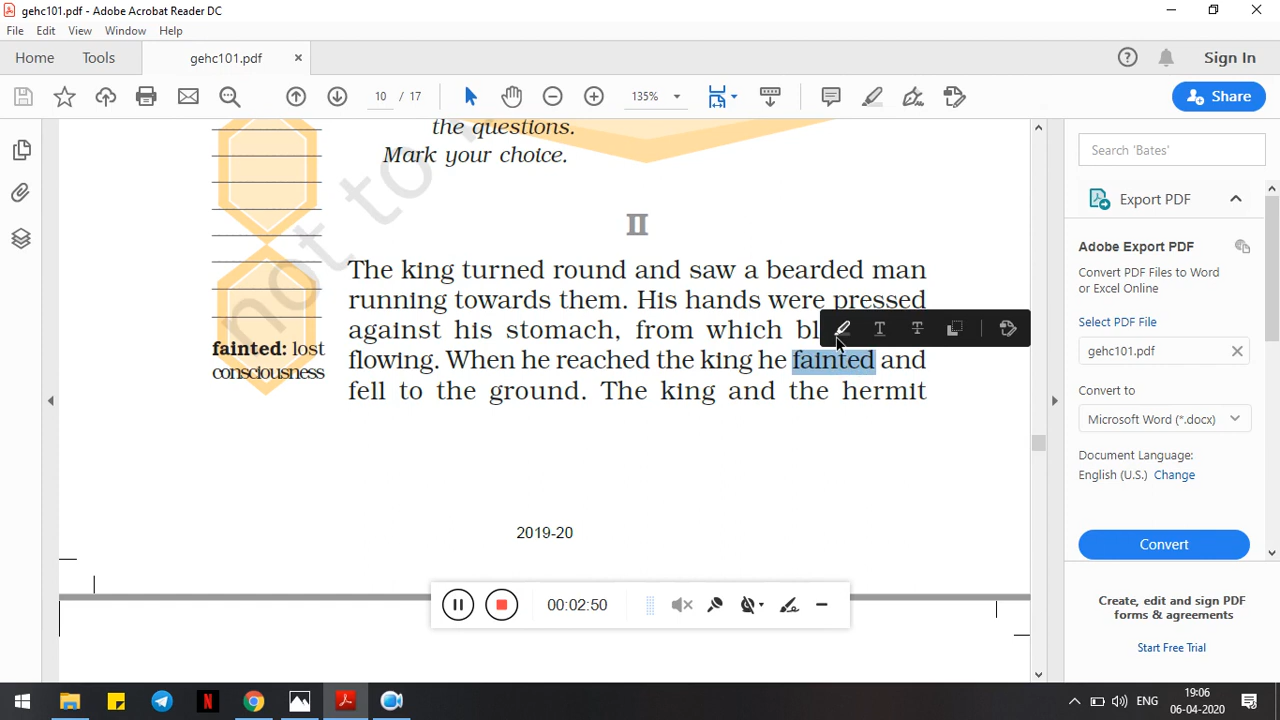 gehc101.pdf - Adobe Acrobat Reader DC
File Edit View Window Help
Home Tools gehc101.pdf × Sign In
10 / 17 135% Share
the questions.
Mark your choice.
not to
II
The king turned round and saw a bearded man
running towards them. His hands were pressed
against his stomach, from which bl
flowing. When he reached the king he fainted and
fell to the ground. The king and the hermit
fainted: lost
consciousness
2019-20
00:02:50
Search 'Bates'
Export PDF
Adobe Export PDF
Convert PDF Files to Word
or Excel Online
Select PDF File
gehc101.pdf
Convert to
Microsoft Word (*.docx)
Document Language:
English (U.S.) Change
Convert
Create, edit and sign PDF
forms & agreements
Start Free Trial
ENG
19:06
06-04-2020